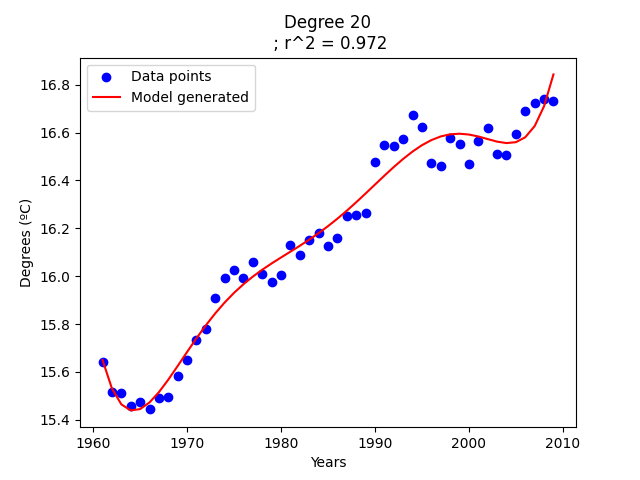 Degree 20
; r^2 = 0.972
Data points
Model generated
16.8
16.6
16.4
16.2
16.0
15.8
15.6
15.4
Degrees (ºC)
1960 1970 1980 1990 2000 2010
Years